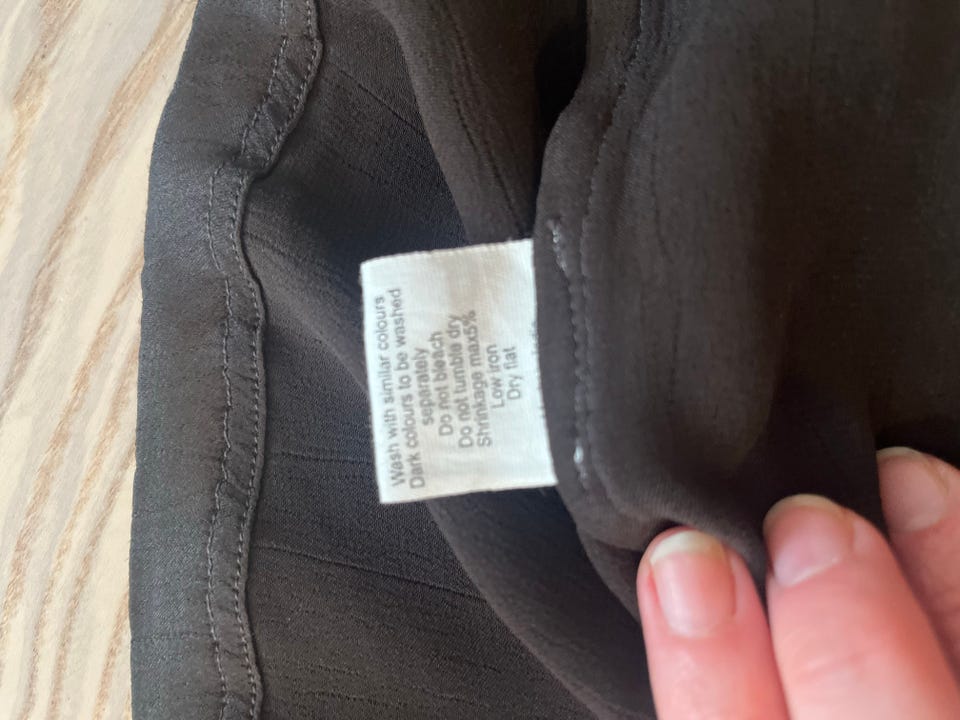 Wash with similar colours
Dark colours to be washed
separately
Do not bleach
Do not tumble dry
Shrinkage max5%
Low iron
Dry flat